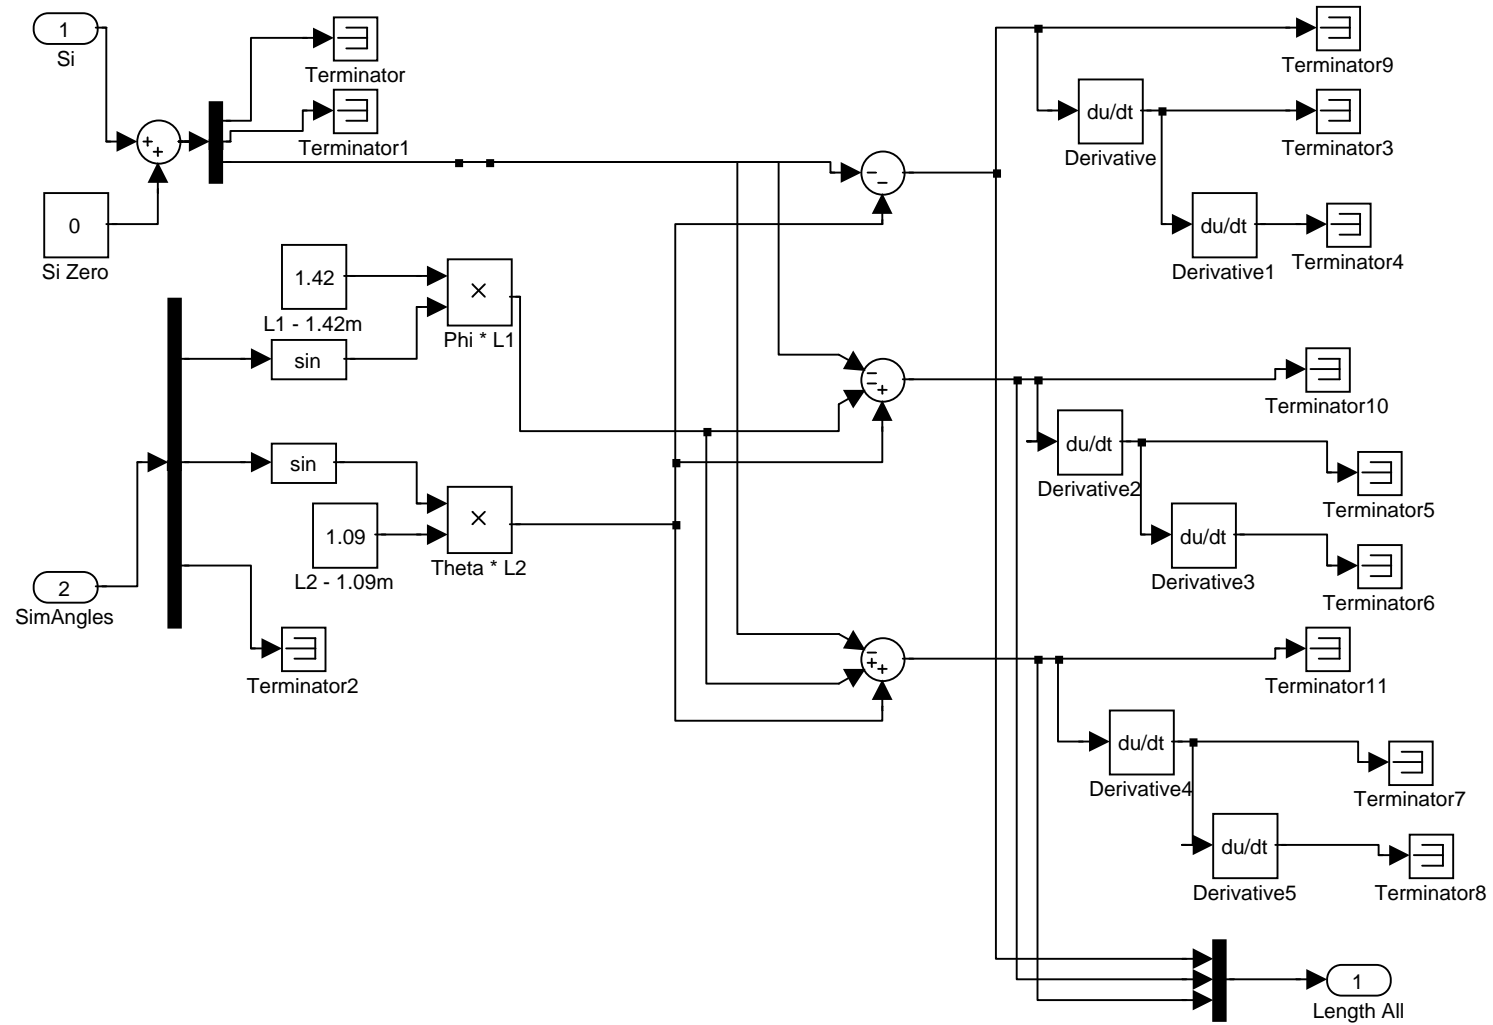 1
Si
Terminator
Terminator1
+
+
0
Si Zero
1.42
L1 - 1.42m
×
Phi * L1
sin
sin
1.09
L2 - 1.09m
×
Theta * L2
2
SimAngles
Terminator2
−
−
−
−
+
−
+
+
Terminator9
du/dt
Derivative
Terminator3
du/dt
Derivative1
Terminator4
Terminator10
du/dt
Derivative2
Terminator5
du/dt
Derivative3
Terminator6
Terminator11
du/dt
Derivative4
Terminator7
du/dt
Derivative5
Terminator8
1
Length All